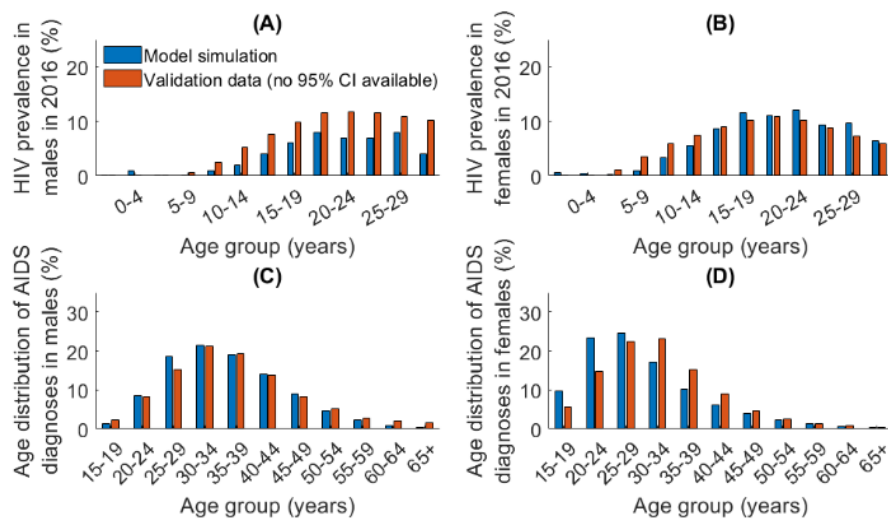 (A)
HIV prevalence in
males in 2016 (%)
20
10
0
Model simulation
Validation data (no 95% CI available)
0-4
5-9
10-14
15-19
20-24
25-29
Age group (years)
(B)
HIV prevalence in
females in 2016 (%)
20
10
0
0-4
5-9
10-14
15-19
20-24
25-29
Age group (years)
(C)
Age distribution of AIDS
diagnoses in males (%)
30
20
10
0
15-19
20-24
25-29
30-34
35-39
40-44
45-49
50-54
55-59
60-64
65+
Age group (years)
(D)
Age distribution of AIDS
diagnoses in females (%)
30
20
10
0
15-19
20-24
25-29
30-34
35-39
40-44
45-49
50-54
55-59
60-64
65+
Age group (years)